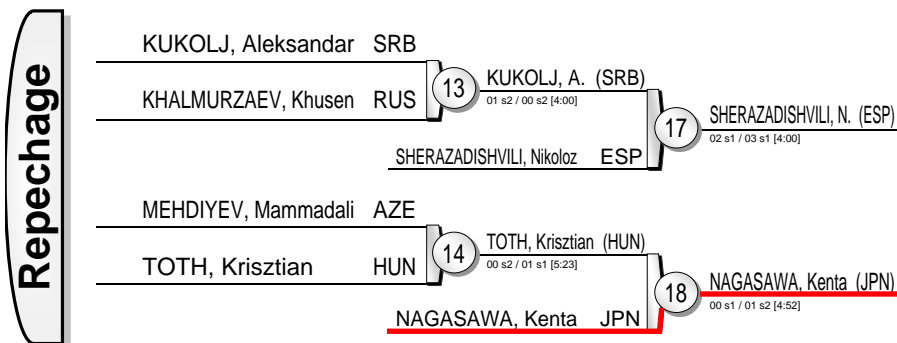 Repechage
KUKOLJ, Aleksandar SRB
KHALMURZAEV, Khusen RUS
13
KUKOLJ, A. (SRB)
01 s2 / 00 s2 [4:00]
SHERAZADISHVILI, Nikoloz ESP
17
SHERAZADISHVILI, N. (ESP)
02 s1 / 03 s1 [4:00]
MEHDIYEV, Mammadali AZE
TOTH, Krisztian HUN
14
TOTH, Krisztian (HUN)
00 s2 / 01 s1 [5:23]
NAGASAWA, Kenta JPN
18
NAGASAWA, Kenta (JPN)
00 s1 / 01 s2 [4:52]